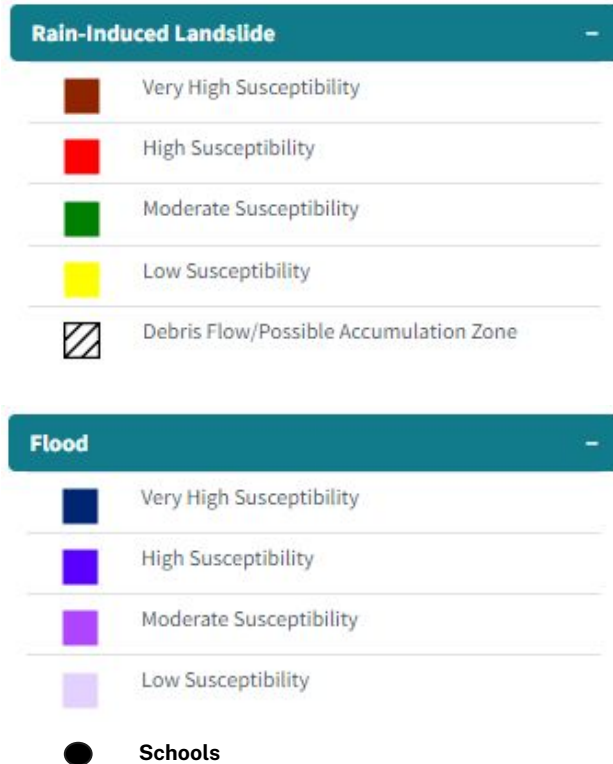 Rain-Induced Landslide –
Very High Susceptibility
High Susceptibility
Moderate Susceptibility
Low Susceptibility
Debris Flow/Possible Accumulation Zone
Flood –
Very High Susceptibility
High Susceptibility
Moderate Susceptibility
Low Susceptibility
Schools